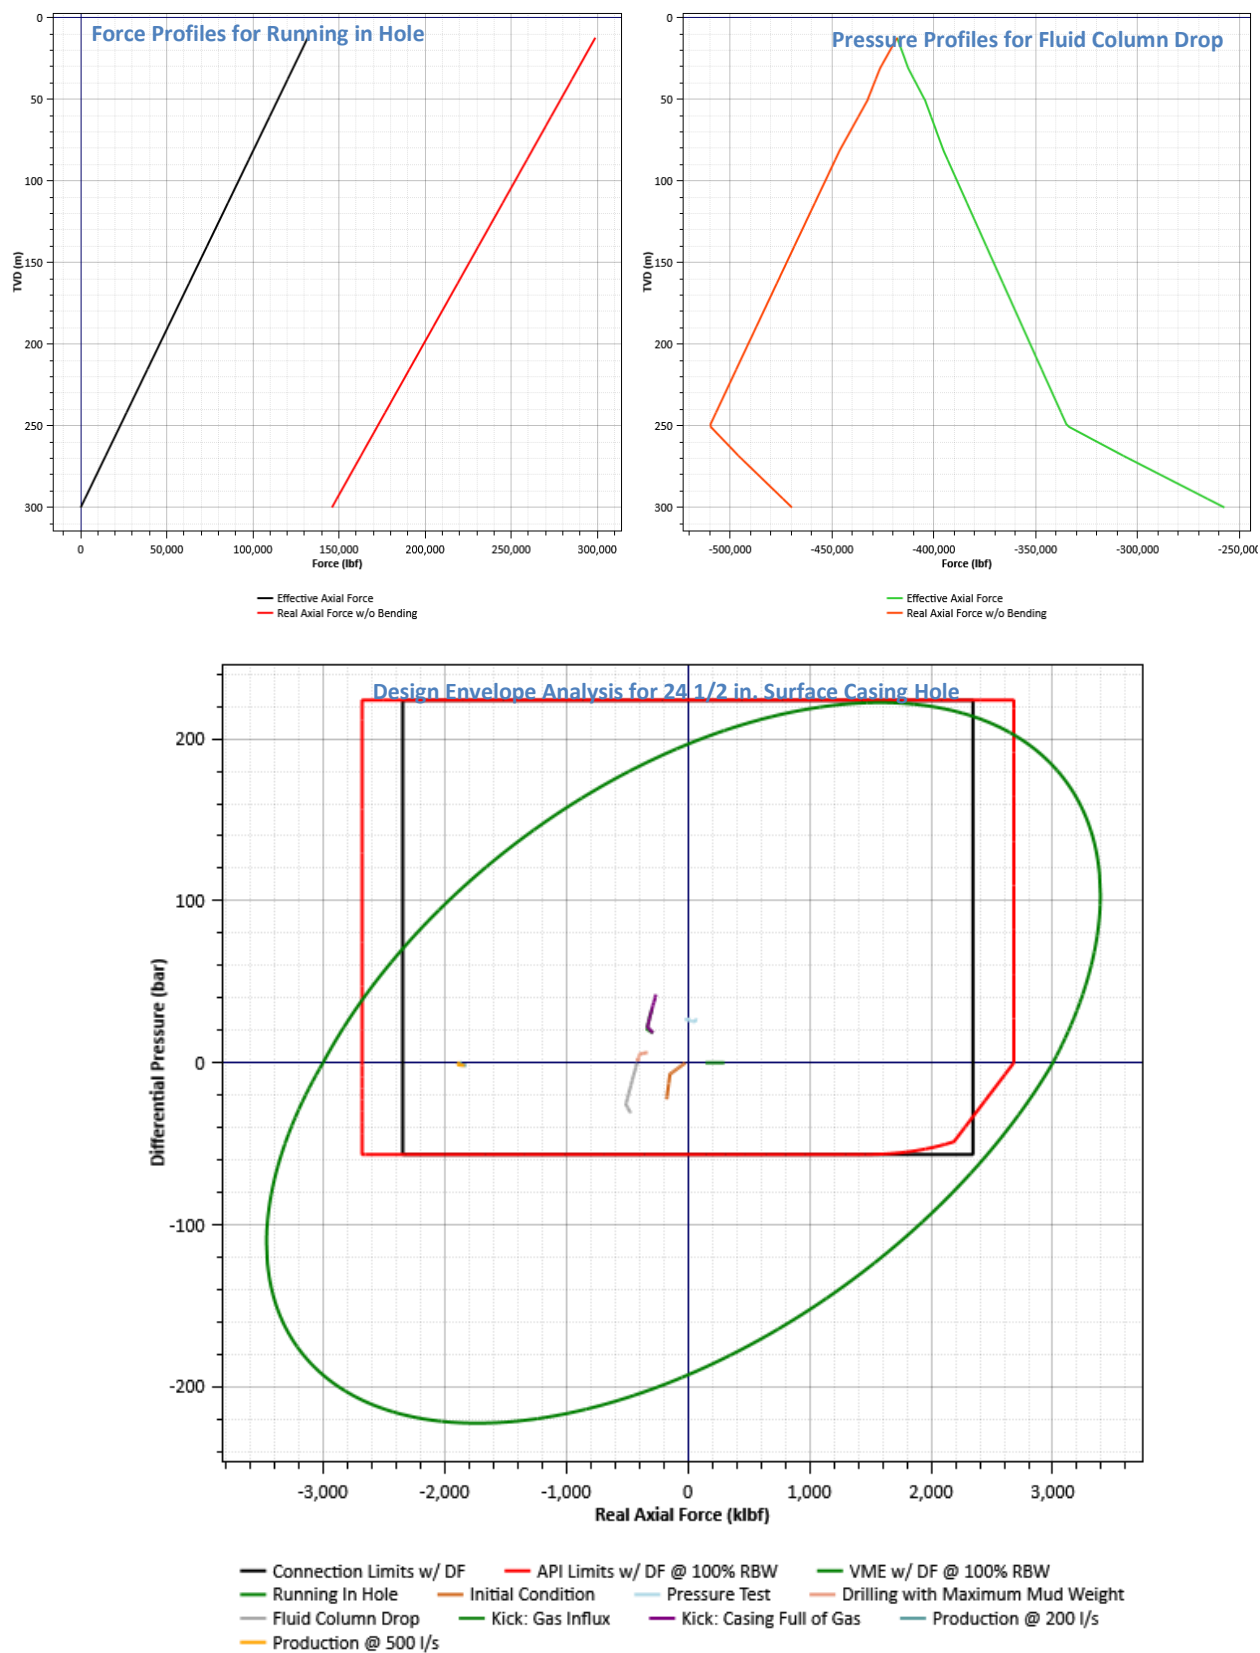 Force Profiles for Running in Hole
0
50
100
150
200
250
300
TVD (m)
0
50,000
100,000
150,000
200,000
250,000
300,000
Force (lbf)
Effective Axial Force
Real Axial Force w/o Bending
Pressure Profiles for Fluid Column Drop
0
50
100
150
200
250
300
TVD (m)
-500,000
-450,000
-400,000
-350,000
-300,000
-250,000
Force (lbf)
Effective Axial Force
Real Axial Force w/o Bending
Design Envelope Analysis for 24 1/2 in. Surface Casing Hole
200
100
0
-100
-200
Differential Pressure (bar)
-3,000
-2,000
-1,000
0
1,000
2,000
3,000
Real Axial Force (klbf)
Connection Limits w/ DF API Limits w/ DF @ 100% RBW VME w/ DF @ 100% RBW
Running In Hole Initial Condition Pressure Test Drilling with Maximum Mud Weight
Fluid Column Drop Kick: Gas Influx Kick: Casing Full of Gas Production @ 200 l/s
Production @ 500 l/s